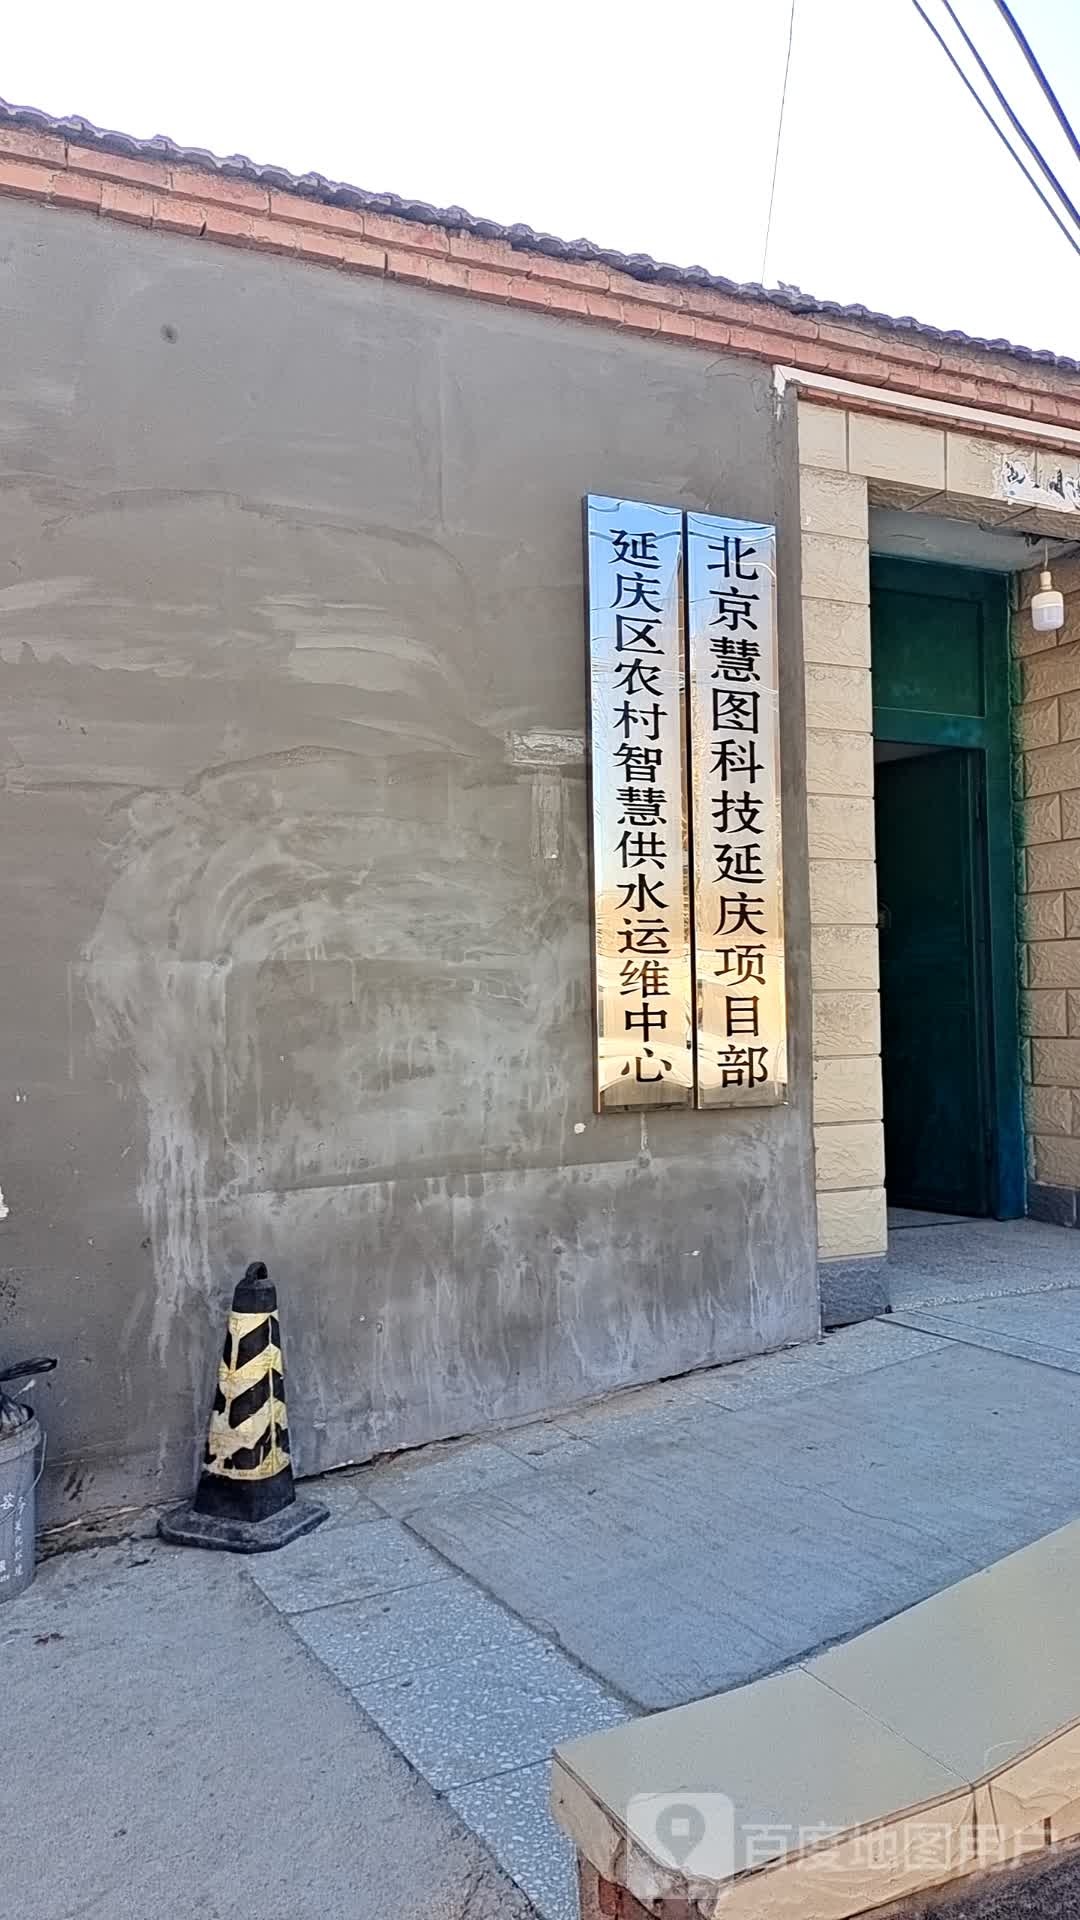 北京慧图科技延庆项目部
延庆区农村智慧供水运维中心
百度地图用户